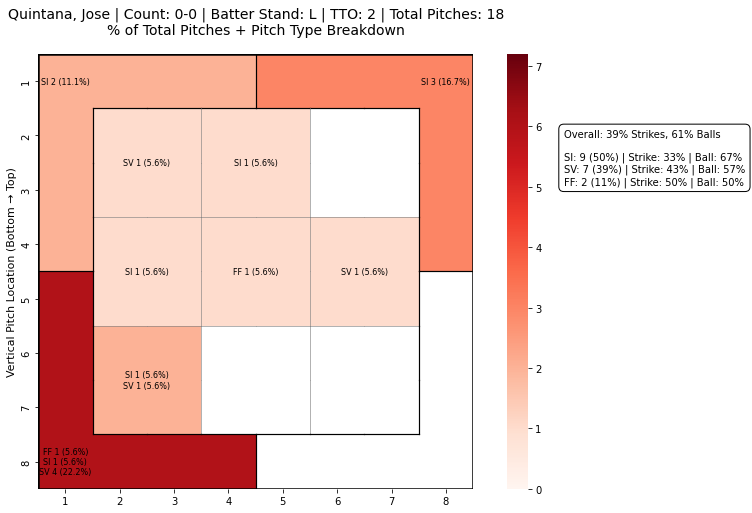 Quintana, Jose | Count: 0-0 | Batter Stand: L | TTO: 2 | Total Pitches: 18
% of Total Pitches + Pitch Type Breakdown
SI 2 (11.1%)
SI 3 (16.7%)
SV 1 (5.6%)
SI 1 (5.6%)
SI 1 (5.6%)
FF 1 (5.6%)
SV 1 (5.6%)
SI 1 (5.6%)
SV 1 (5.6%)
FF 1 (5.6%)
SI 1 (5.6%)
SV 4 (22.2%)
Vertical Pitch Location (Bottom → Top)
1
2
3
4
5
6
7
8
1
2
3
4
5
6
7
8
7
6
5
4
3
2
1
0
Overall: 39% Strikes, 61% Balls
SI: 9 (50%) | Strike: 33% | Ball: 67%
SV: 7 (39%) | Strike: 43% | Ball: 57%
FF: 2 (11%) | Strike: 50% | Ball: 50%